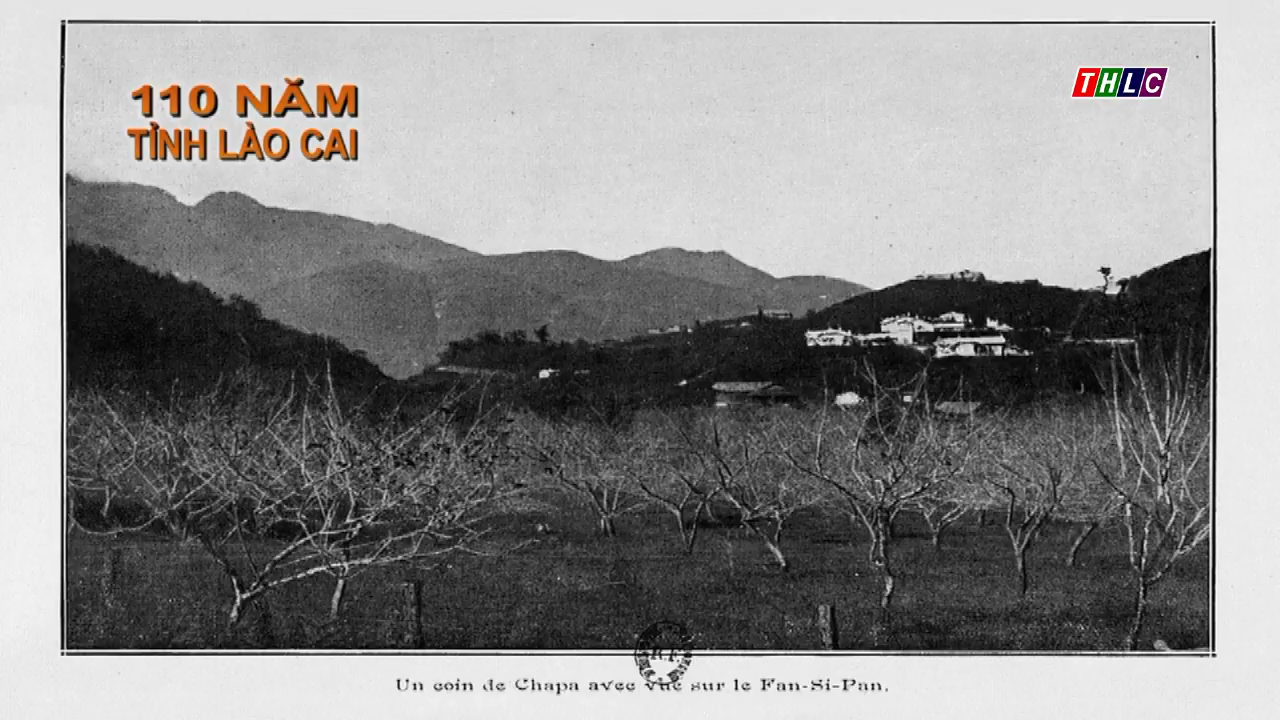 110 NĂM
TỈNH LÀO CAI
THLC
R.F
Un coin de Chapa avec vue sur le Fan-Si-Pan.